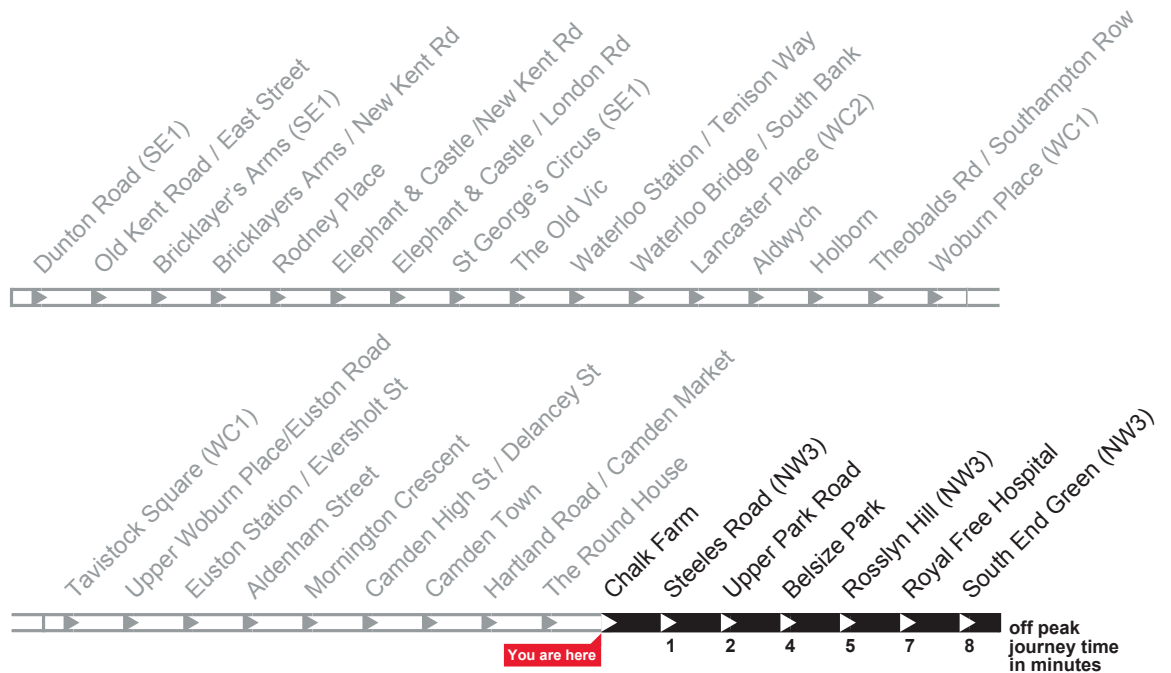 Dunton Road (SE1)
Old Kent Road / East Street
Bricklayer's Arms (SE1)
Bricklayers Arms / New Kent Rd
Rodney Place
Elephant & Castle /New Kent Rd
Elephant & Castle / London Rd
St George's Circus (SE1)
The Old Vic
Waterloo Station / Tenison Way
Waterloo Bridge / South Bank
Lancaster Place (WC2)
Aldwych
Holborn
Theobalds Rd / Southampton Row
Woburn Place (WC1)
Tavistock Square (WC1)
Upper Woburn Place/Euston Road
Euston Station / Eversholt St
Aldenham Street
Mornington Crescent
Camden High St / Delancey St
Camden Town
Hartland Road / Camden Market
The Round House
Chalk Farm
Steeles Road (NW3)
Upper Park Road
Belsize Park
Rosslyn Hill (NW3)
Royal Free Hospital
South End Green (NW3)
You are here
1 2 4 5 7 8
off peak
journey time
in minutes